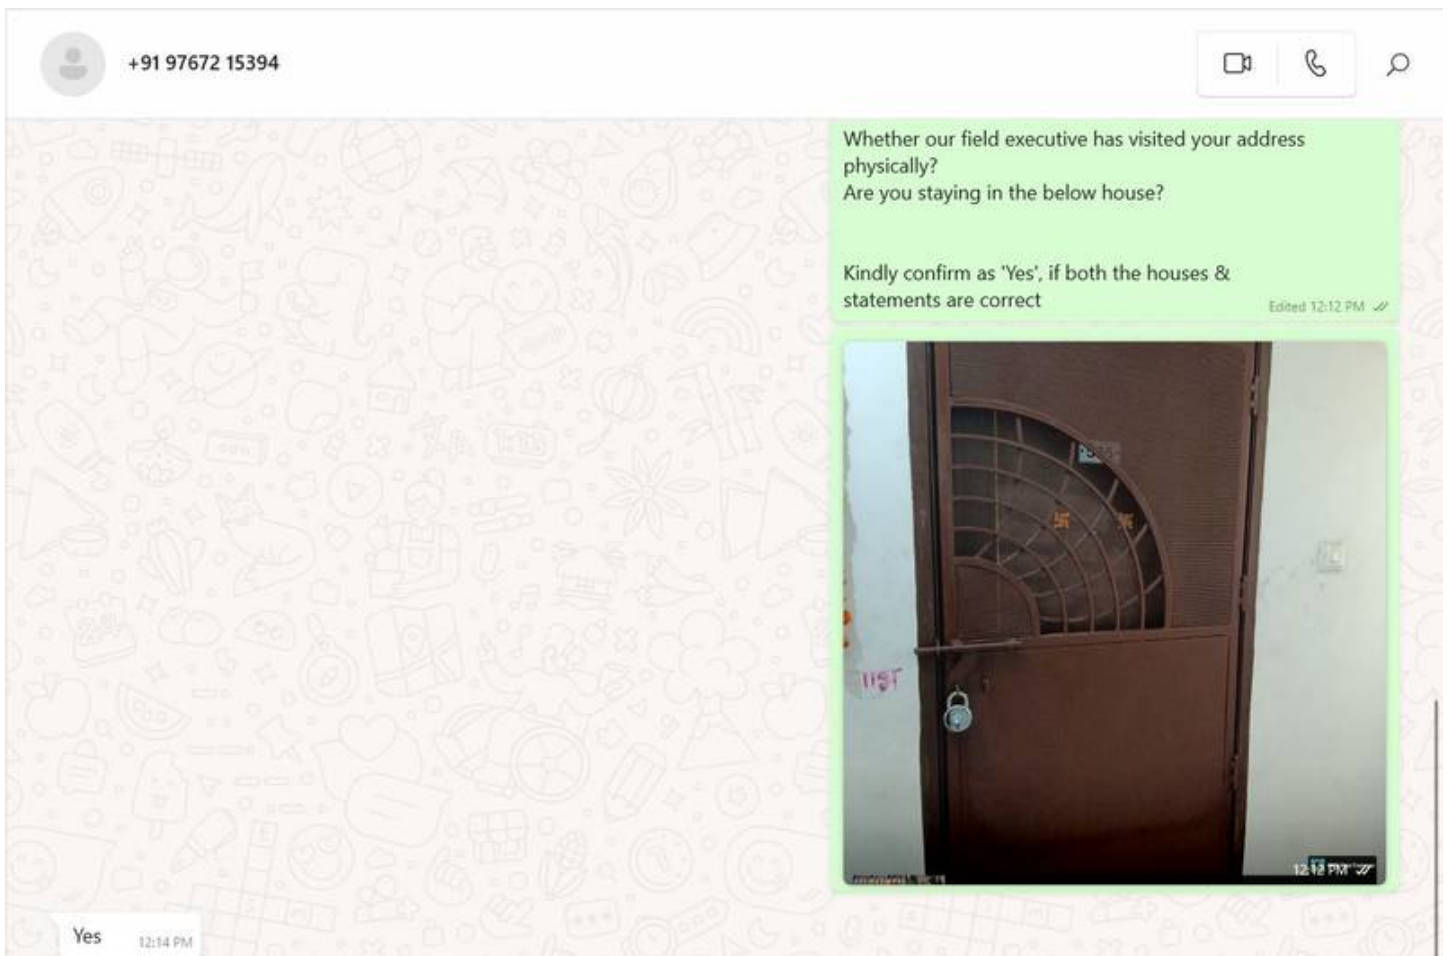 +91 97672 15394
Whether our field executive has visited your address
physically?
Are you staying in the below house?
Kindly confirm as 'Yes', if both the houses &
statements are correct
Edited 12:12 PM
12:12 PM
Yes
12:14 PM